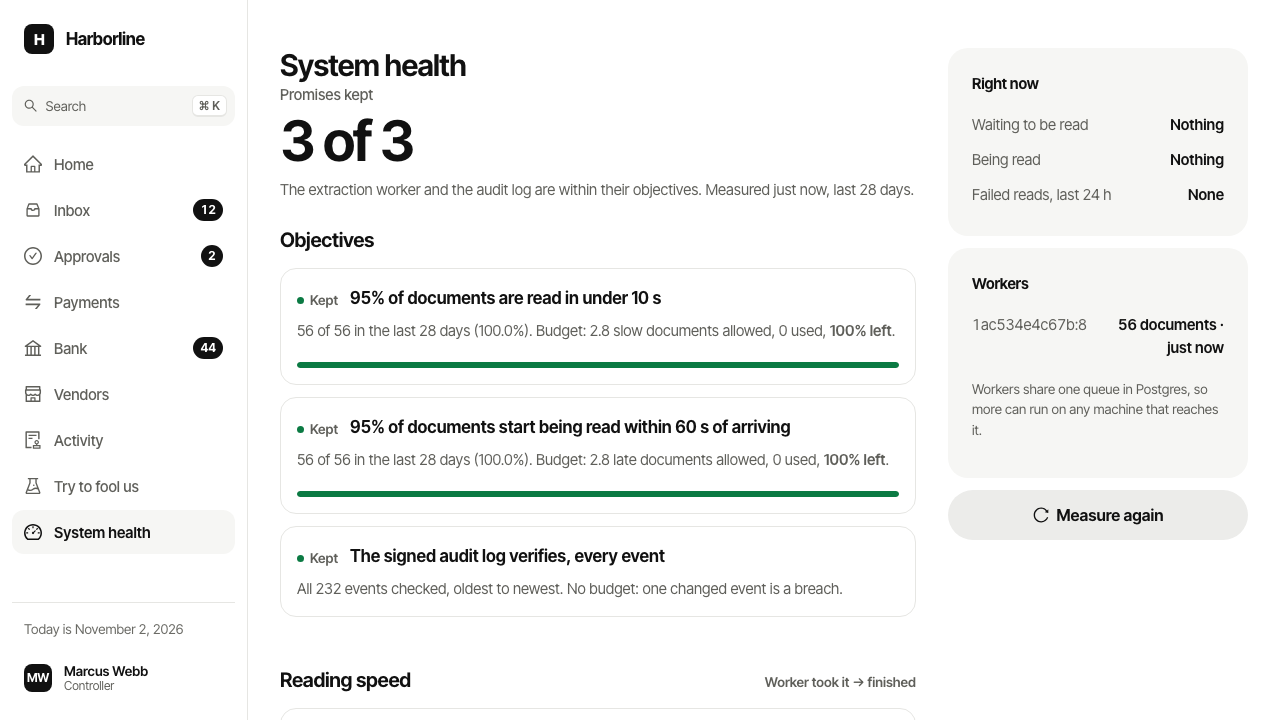 H
Harborline
Search
⌘ K
Home
Inbox
12
Approvals
2
Payments
Bank
44
Vendors
Activity
Try to fool us
System health
Today is November 2, 2026
MW
Marcus Webb
Controller
System health
Promises kept
3 of 3
The extraction worker and the audit log are within their objectives. Measured just now, last 28 days.
Objectives
Kept 95% of documents are read in under 10 s
56 of 56 in the last 28 days (100.0%). Budget: 2.8 slow documents allowed, 0 used, 100% left.
Kept 95% of documents start being read within 60 s of arriving
56 of 56 in the last 28 days (100.0%). Budget: 2.8 late documents allowed, 0 used, 100% left.
Kept The signed audit log verifies, every event
All 232 events checked, oldest to newest. No budget: one changed event is a breach.
Reading speed
Worker took it → finished
Right now
Waiting to be read Nothing
Being read Nothing
Failed reads, last 24 h None
Workers
1ac534e4c67b:8 56 documents ·
just now
Workers share one queue in Postgres, so
more can run on any machine that reaches
it.
Measure again